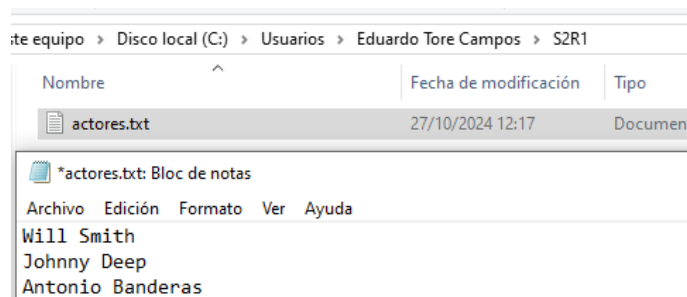 ste equipo > Disco local (C:) > Usuarios > Eduardo Tore Campos > S2R1
Nombre Fecha de modificación Tipo
actores.txt 27/10/2024 12:17 Documen
*actores.txt: Bloc de notas
Archivo Edición Formato Ver Ayuda
Will Smith
Johnny Deep
Antonio Banderas